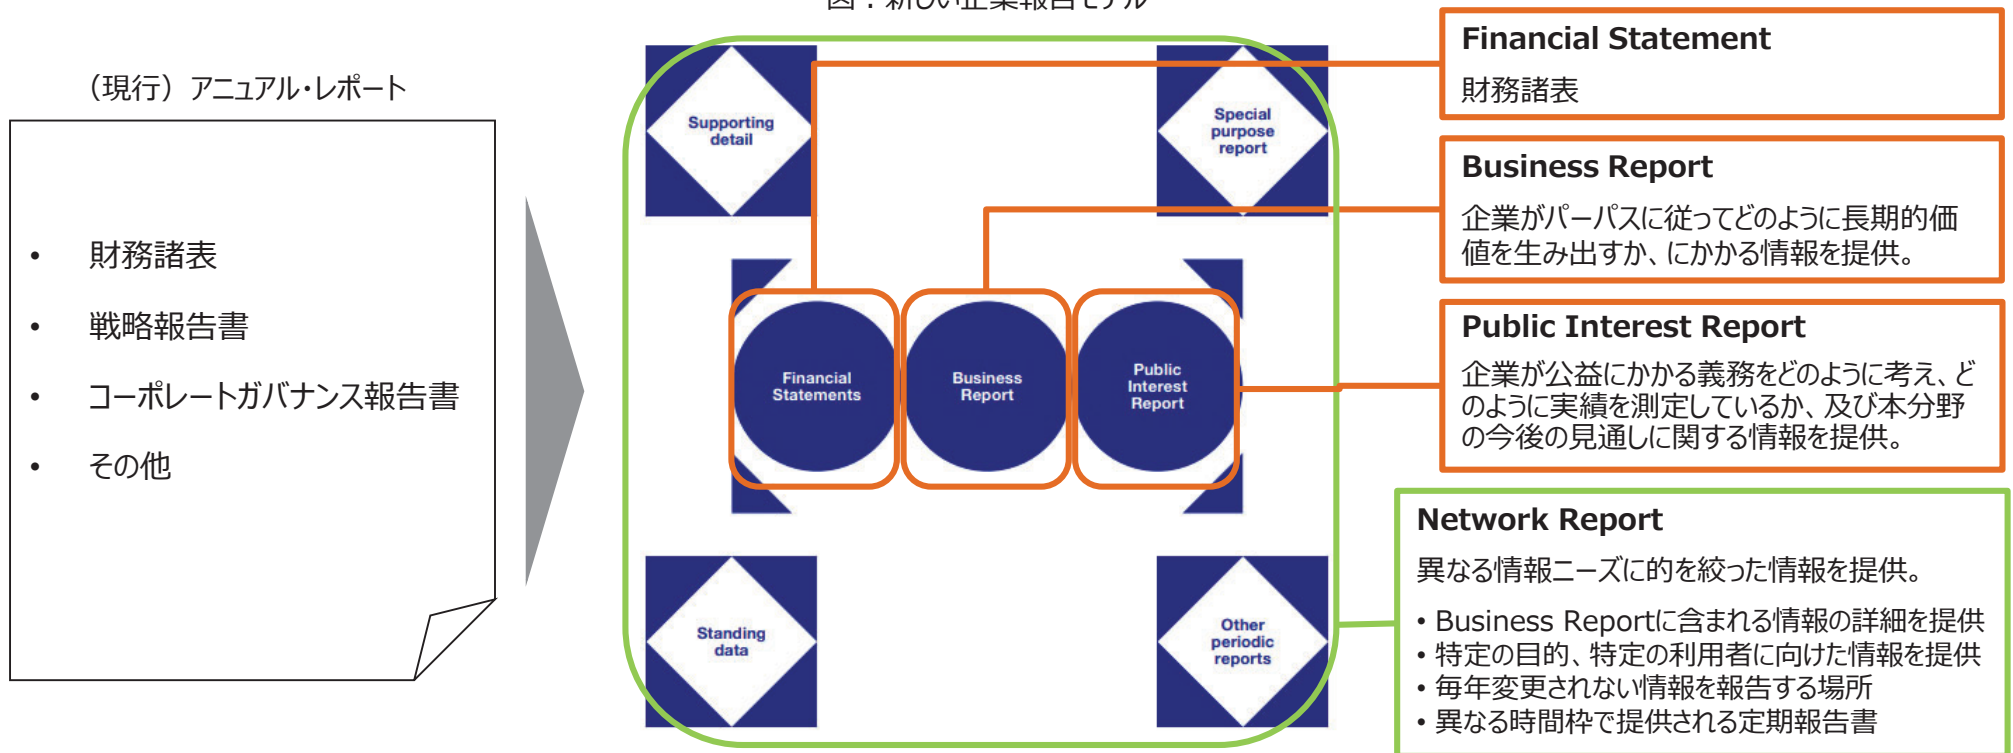 図：新しい企業報告モデル
（現行）アニュアル・レポート
• 財務諸表
• 戦略報告書
• コーポレートガバナンス報告書
• その他
Supporting
detail
Special
purpose
report
Financial
Statements
Business
Report
Public
Interest
Report
Standing
data
Other
periodic
reports
Financial Statement
財務諸表
Business Report
企業がパーパスに従ってどのように長期的価
値を生み出すか、にかかる情報を提供。
Public Interest Report
企業が公益にかかる義務をどのように考え、ど
のように実績を測定しているか、及び本分野
の今後の見通しに関する情報を提供。
Network Report
異なる情報ニーズに的を絞った情報を提供。
• Business Reportに含まれる情報の詳細を提供
• 特定の目的、特定の利用者に向けた情報を提供
• 毎年変更されない情報を報告する場所
• 異なる時間枠で提供される定期報告書